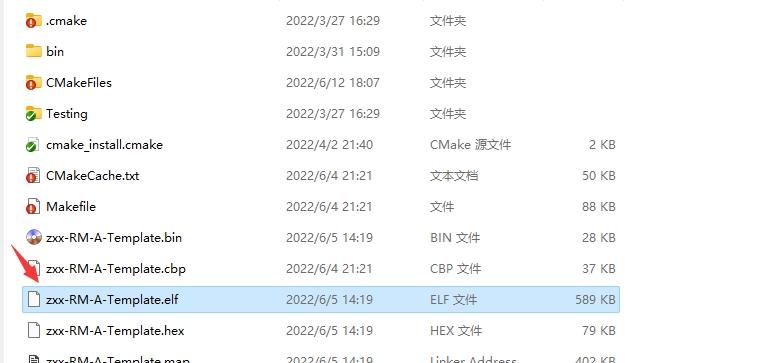 .cmake 2022/3/27 16:29 文件夹
bin 2022/3/31 15:09 文件夹
CMakeFiles 2022/6/12 18:07 文件夹
Testing 2022/3/27 16:29 文件夹
cmake_install.cmake 2022/4/2 21:40 CMake 源文件 2 KB
CMakeCache.txt 2022/6/4 21:21 文本文档 50 KB
Makefile 2022/6/4 21:21 文件 88 KB
zxx-RM-A-Template.bin 2022/6/5 14:19 BIN 文件 28 KB
zxx-RM-A-Template.cbp 2022/6/4 21:21 CBP 文件 37 KB
zxx-RM-A-Template.elf 2022/6/5 14:19 ELF 文件 589 KB
zxx-RM-A-Template.hex 2022/6/5 14:19 HEX 文件 79 KB
zxx-RM-A-Template.map 2022/6/5 14:19 Linker Address 402 KB